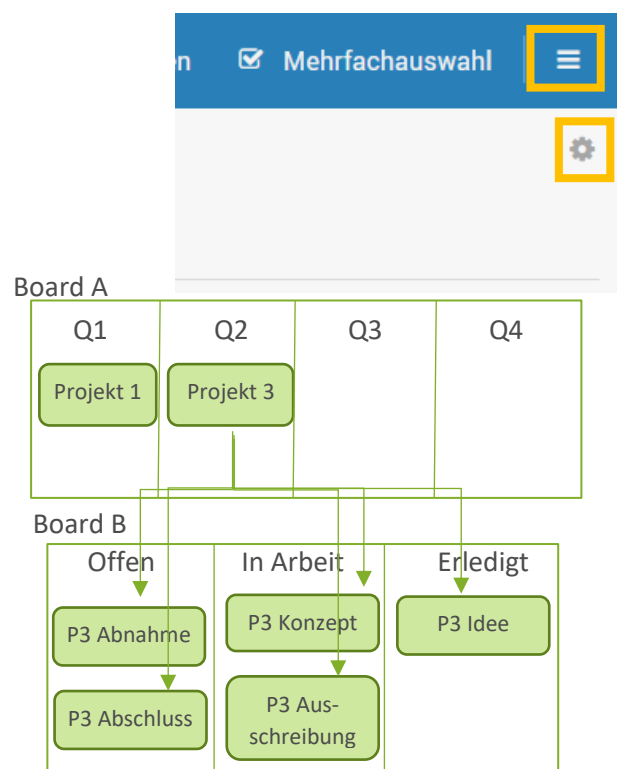 n Mehrfachauswahl
Board A
Q1 Q2 Q3 Q4
Projekt 1 Projekt 3
Board B
Offen In Arbeit Erledigt
P3 Abnahme P3 Konzept P3 Idee
P3 Abschluss
P3 Aus-
schreibung